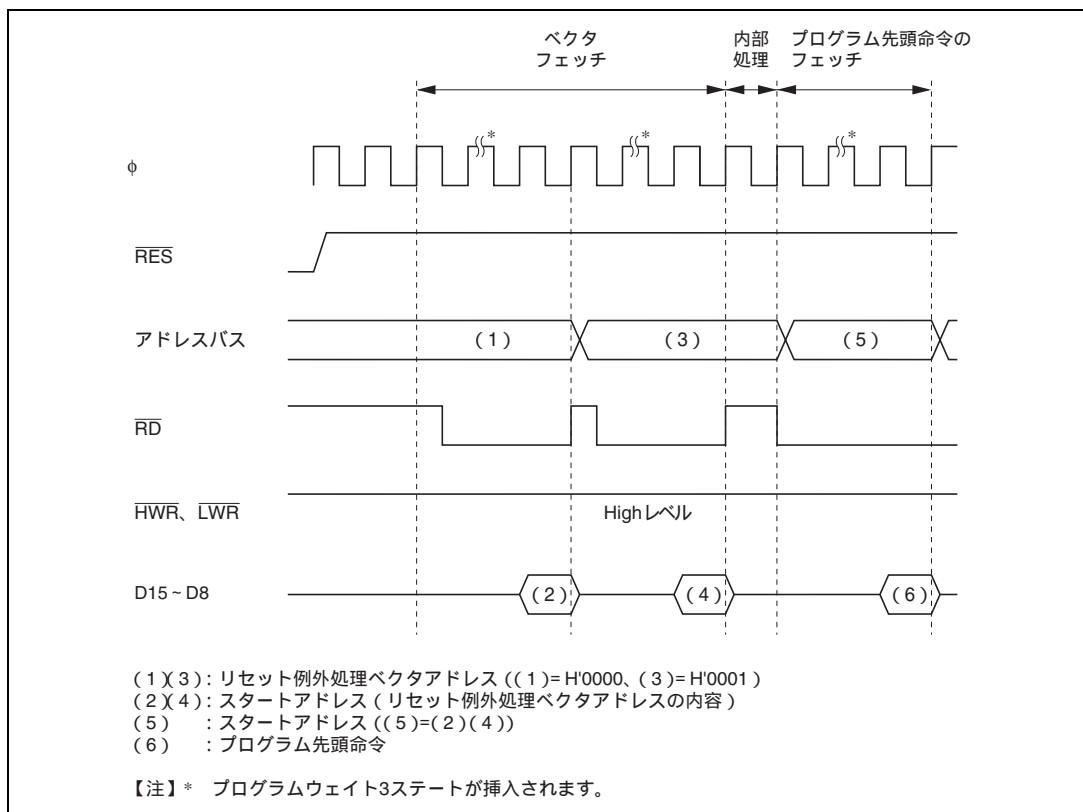 ベクタ
フェッチ
内部
処理
プログラム先頭命令の
フェッチ
φ
*
*
*
RES
アドレスバス
(1)
(3)
(5)
RD
HWR、LWR
Highレベル
D15~D8
(2)
(4)
(6)
(1)(3):リセット例外処理ベクタアドレス((1)=H'0000、(3)=H'0001)
(2)(4):スタートアドレス(リセット例外処理ベクタアドレスの内容)
(5) :スタートアドレス((5)=(2)(4))
(6) :プログラム先頭命令
【注】* プログラムウェイト3ステートが挿入されます。